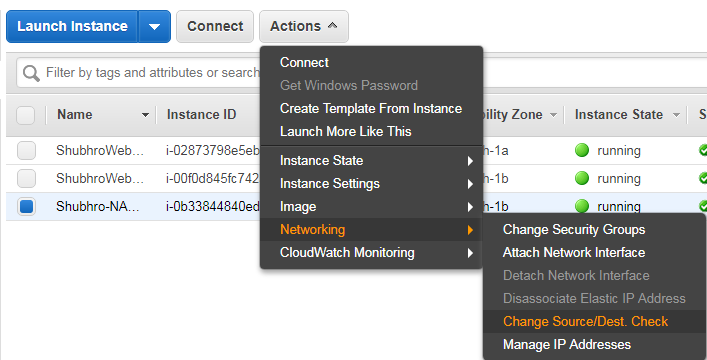 Launch Instance Connect Actions
Filter by tags and attributes or search
Name Instance ID bility Zone Instance State S
ShubhroWeb... i-02873798e5eb h-1a running
ShubhroWeb... i-00f0d845fc742 h-1b running
Shubhro-NA... i-0b33844840ed h-1b running
Connect
Get Windows Password
Create Template From Instance
Launch More Like This
Instance State
Instance Settings
Image
Networking
CloudWatch Monitoring
Change Security Groups
Attach Network Interface
Detach Network Interface
Disassociate Elastic IP Address
Change Source/Dest. Check
Manage IP Addresses